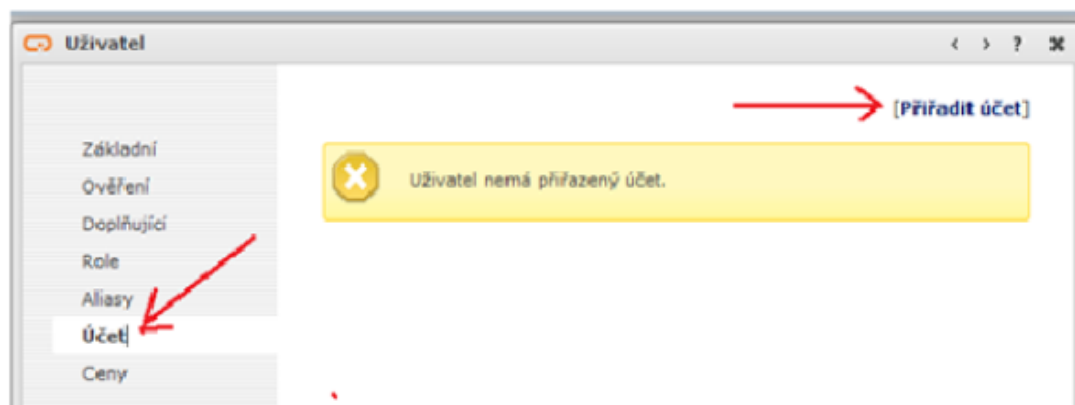 Uživatel
‹ › ?
[Přiřadit účet]
Základní
Ověření
Uživatel nemá přiřazený účet.
Doplňující
Role
Aliasy
Účet
Ceny